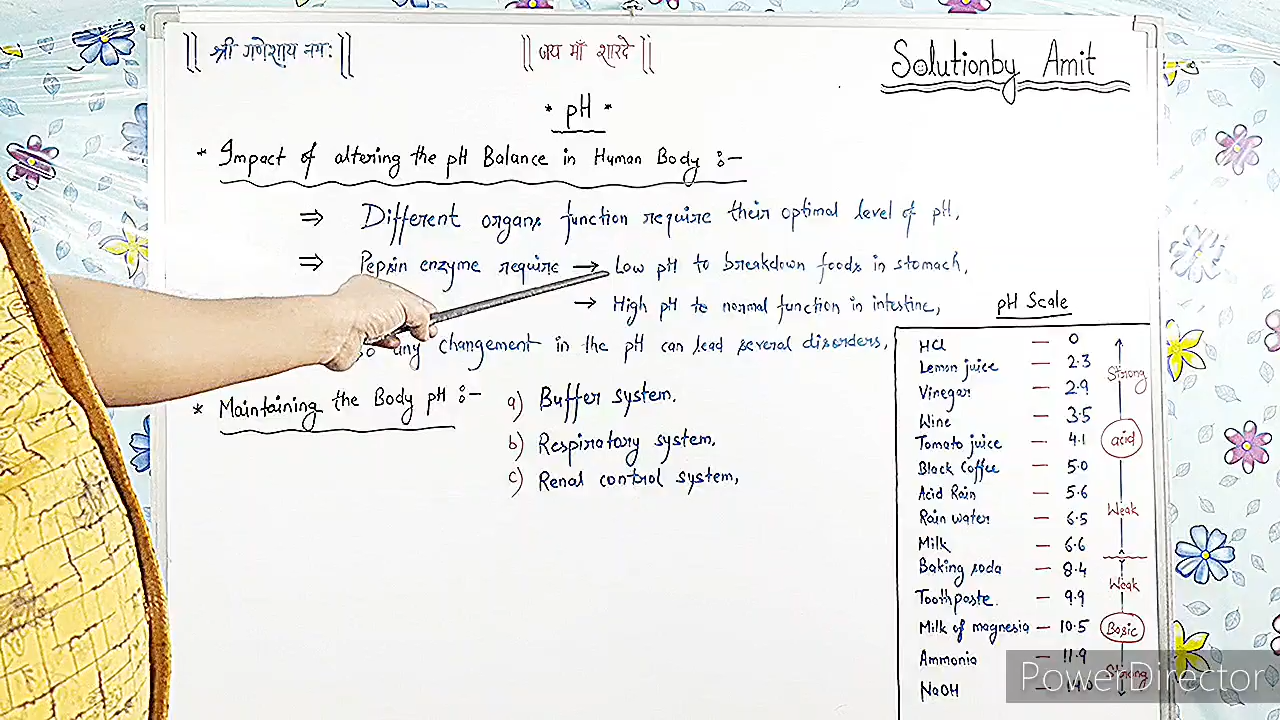 || श्री गणेशाय नमः ||
|| जय माँ शारदे ||
Solutionby Amit
* pH *
* Impact of altering the pH Balance in Human Body :-
⇒ Different organs function require their optimal level of pH,
⇒ Pepsin enzyme require → Low pH to breakdown foods in stomach,
→ High pH to normal function in intestine,
So any changement in the pH can lead several disorders,
* Maintaining the Body pH :-
a) Buffer system.
b) Respiratory system,
c) Renal control system,
pH Scale
HCl — 0
Lemon juice — 2.3
Vinegar — 2.9
Wine — 3.5
Tomato juice — 4.1
Black Coffee — 5.0
Acid Rain — 5.6
Rain water — 6.5
Milk — 6.6
Baking soda — 8.4
Toothpaste. — 9.9
Milk of magnesia — 10.5
Ammonia — 11.9
NaOH
Strong
acid
Weak
Weak
Basic
Strong
PowerDirector